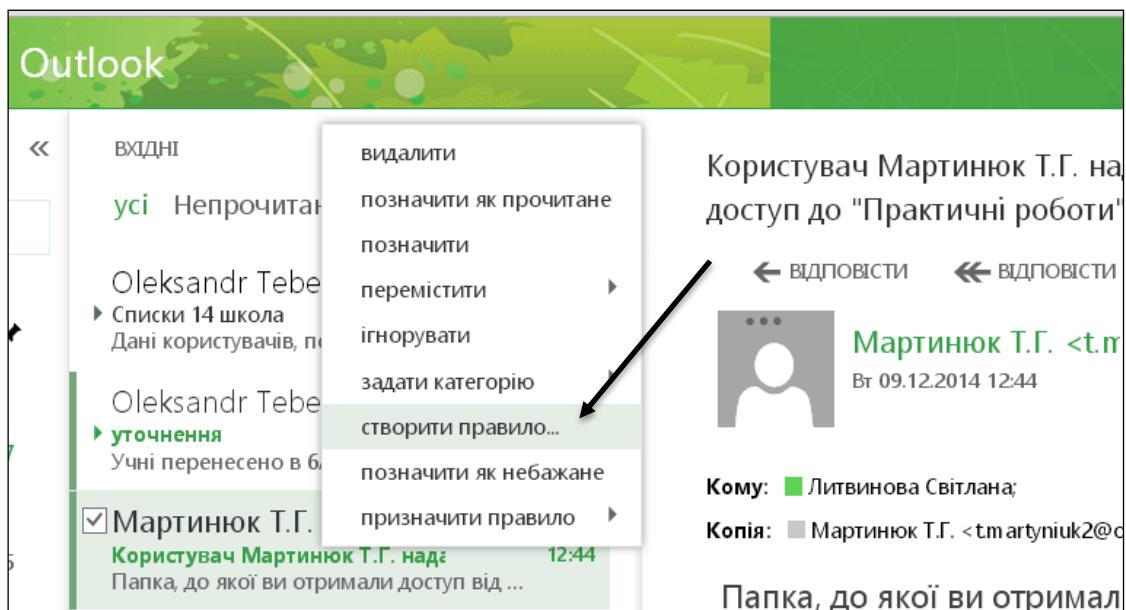 Outlook
ВХІДНІ
усі Непрочитан
Oleksandr Tebe
Списки 14 школа
Дані користувачів, п
Oleksandr Tebe
уточнення
Учні перенесено в 6
Мартинюк Т.Г.
Користувач Мартинюк Т.Г. нада 12:44
Папка, до якої ви отримали доступ від ...
видалити
позначити як прочитане
позначити
перемістити
ігнорувати
задати категорію
створити правило...
позначити як небажане
призначити правило
Користувач Мартинюк Т.Г. на
доступ до "Практичні роботи"
ВІДПОВІСТИ ВІДПОВІСТИ
Мартинюк Т.Г. <t.m
Вт 09.12.2014 12:44
Кому: Литвинова Світлана;
Копія: Мартинюк Т.Г. <t.martyniuk2@o
Папка, до якої ви отримал